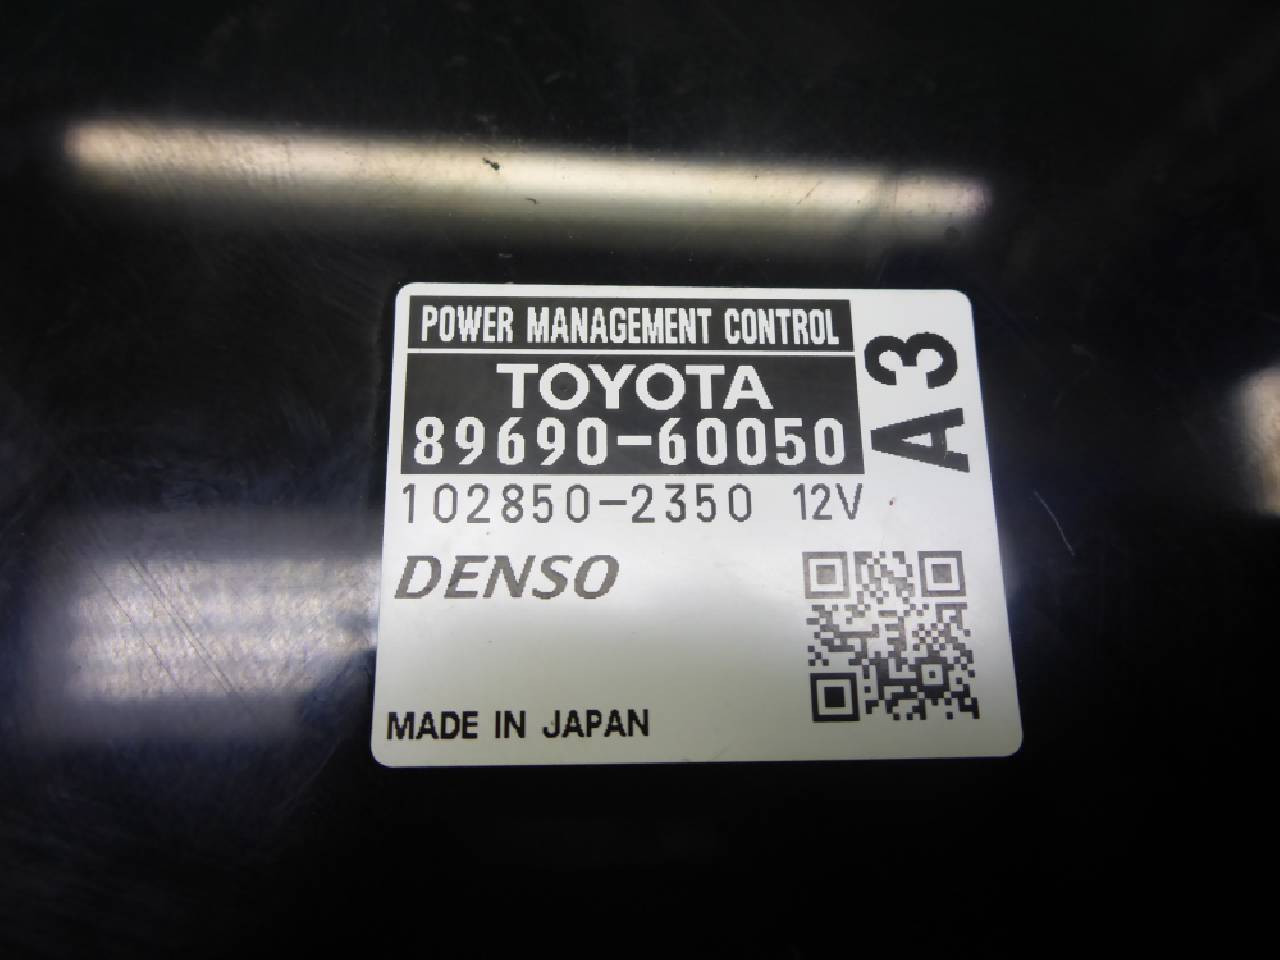 POWER MANAGEMENT CONTROL
TOYOTA
89690-60050
A3
102850-2350 12V
DENSO
MADE IN JAPAN